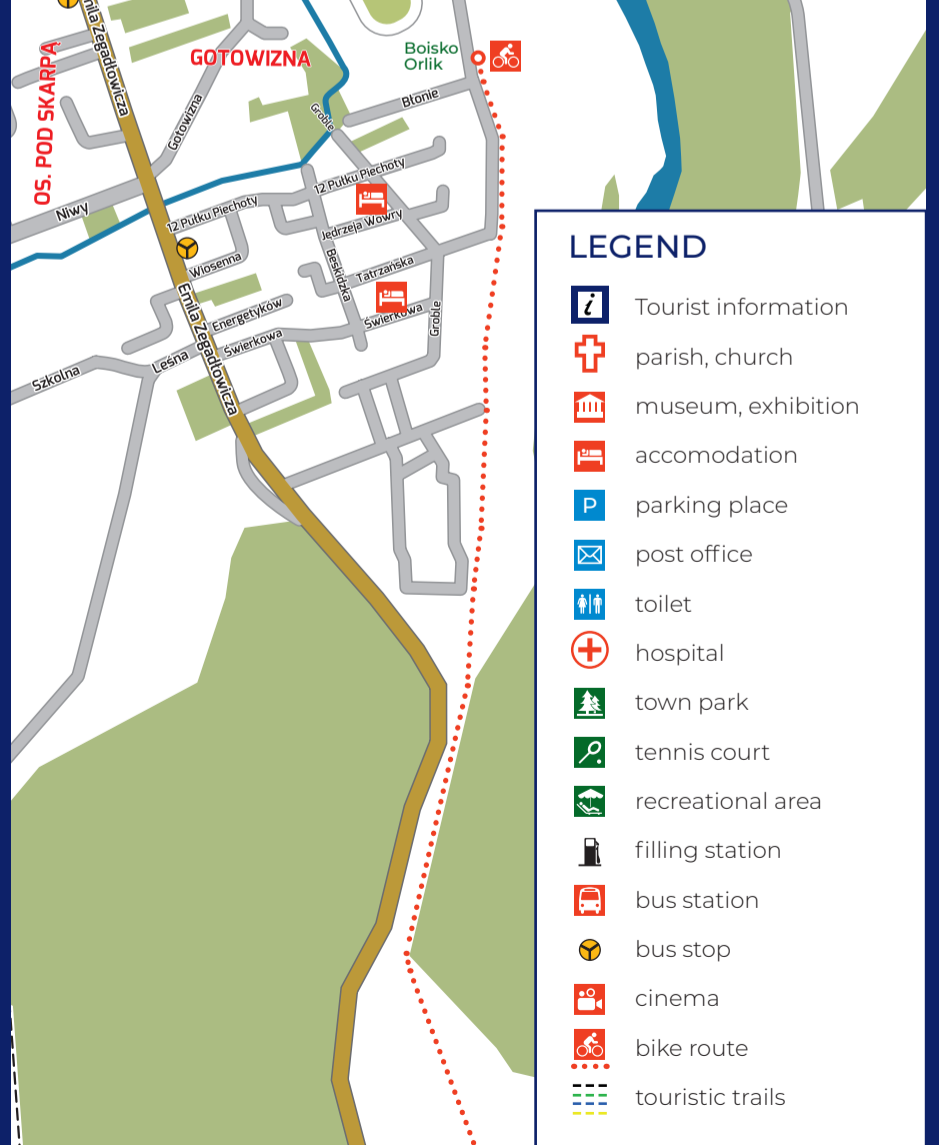 Emila Zegadłowicza
OS. POD SKARPĄ
GOTOWIZNA
Boisko
Orlik
Gotowizna
Groble
Błonie
Niwy
12 Pułku Piechoty
12 Pułku Piechoty
Jędrzeja Wowry
Wiosenna
Beskidzka
Tatrzańska
Emila Zegadłowicza
Energetyków
Świerkowa
Świerkowa
Groble
Szkolna
Leśna
LEGEND
i
Tourist information
parish, church
museum, exhibition
accomodation
P
parking place
post office
toilet
hospital
town park
tennis court
recreational area
filling station
bus station
bus stop
cinema
bike route
touristic trails